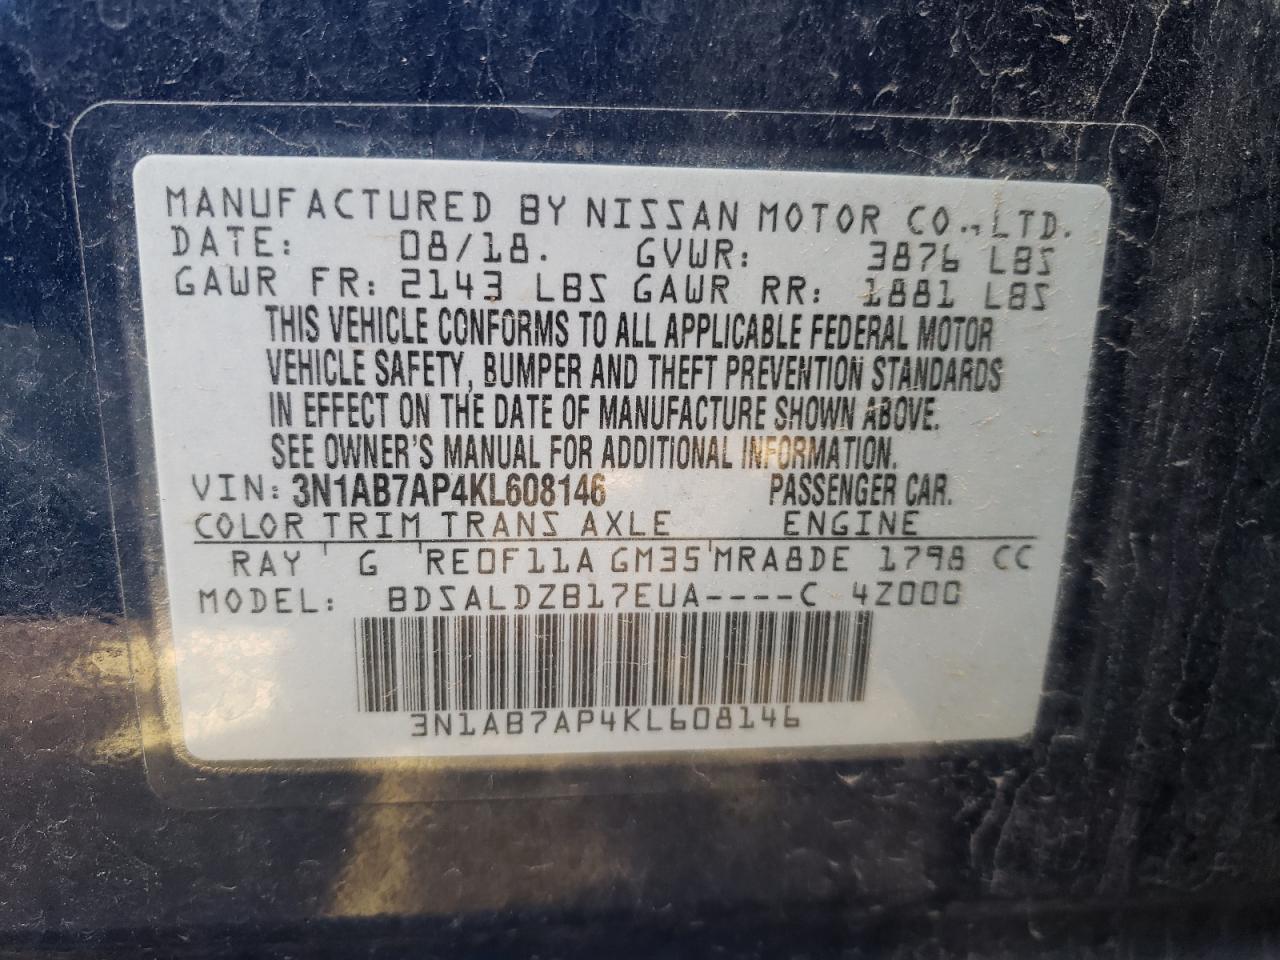 MANUFACTURED BY NISSAN MOTOR CO., LTD.
DATE: 08/18. GVWR: 3876 LBS
GAWR FR: 2143 LBS GAWR RR: 1881 LBS
THIS VEHICLE CONFORMS TO ALL APPLICABLE FEDERAL MOTOR
VEHICLE SAFETY, BUMPER AND THEFT PREVENTION STANDARDS
IN EFFECT ON THE DATE OF MANUFACTURE SHOWN ABOVE.
SEE OWNER'S MANUAL FOR ADDITIONAL INFORMATION.
VIN: 3N1AB7AP4KL608146 PASSENGER CAR.
COLOR TRIM TRANS AXLE ENGINE
RAY ' G 'RE0F11A GM35'MRA8DE 1798 CC
MODEL: BDSALDZB17EUA----C 4Z000
3N1AB7AP4KL608146